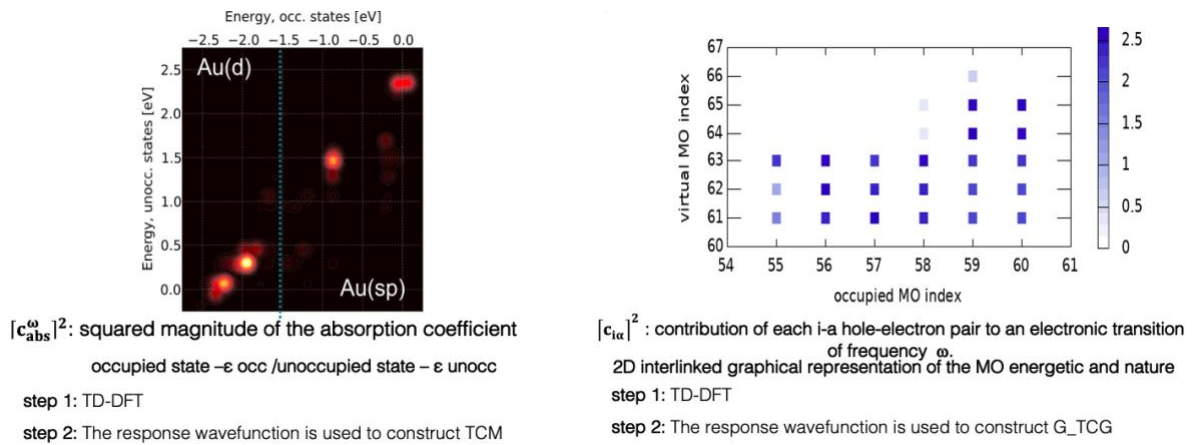 Energy, occ. states [eV]
−2.5 −2.0 −1.5 −1.0 −0.5 0.0
Au(d)
2.5
2.0
1.5
1.0
0.5
0.0
Energy, unocc. states [eV]
Au(sp)
[c^ω_abs]²: squared magnitude of the absorption coefficient
occupied state –ε occ /unoccupied state – ε unocc
step 1: TD-DFT
step 2: The response wavefunction is used to construct TCM
67
66
65
64
63
62
61
60
virtual MO index
54 55 56 57 58 59 60 61
occupied MO index
2.5
2
1.5
1
0.5
0
[c_iα]² : contribution of each i-a hole-electron pair to an electronic transition
of frequency ω.
2D interlinked graphical representation of the MO energetic and nature
step 1: TD-DFT
step 2: The response wavefunction is used to construct G_TCG